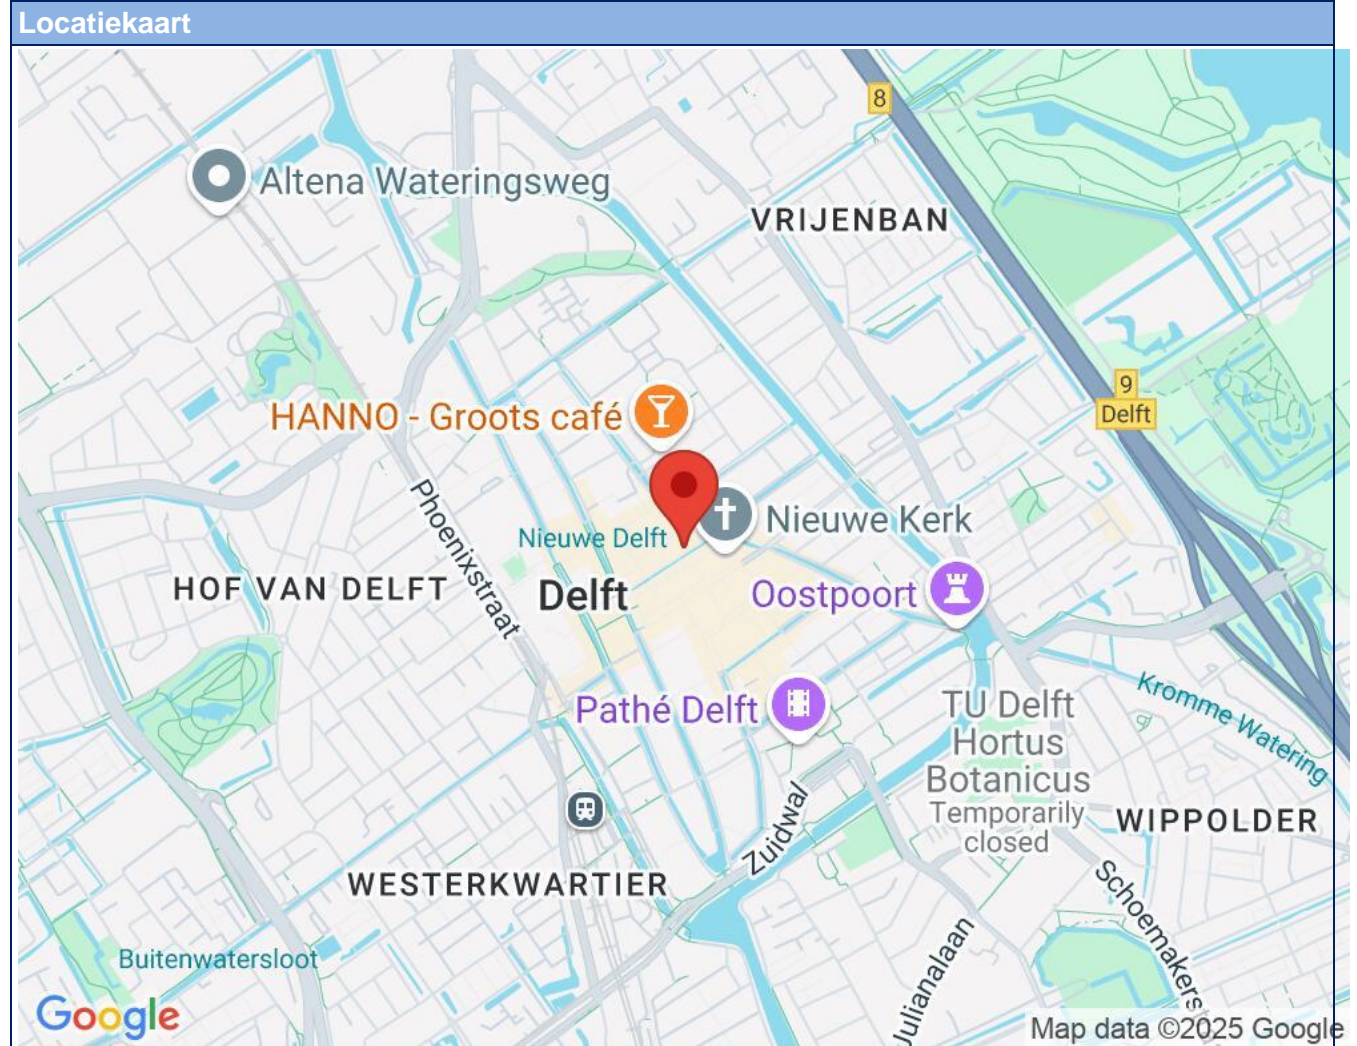 Locatiekaart
8
Altena Wateringsweg
VRIJENBAN
9
Delft
HANNO - Groots café
Phoenixstraat
Nieuwe Kerk
Nieuwe Delft
HOF VAN DELFT
Delft
Oostpoort
Pathé Delft
TU Delft
Hortus
Botanicus
Temporarily
closed
Kromme Watering
Zuidwal
WIPPOLDER
WESTERKWARTIER
Schoemakerst
Julianalaan
Buitenwatersloot
Google
Map data ©2025 Google